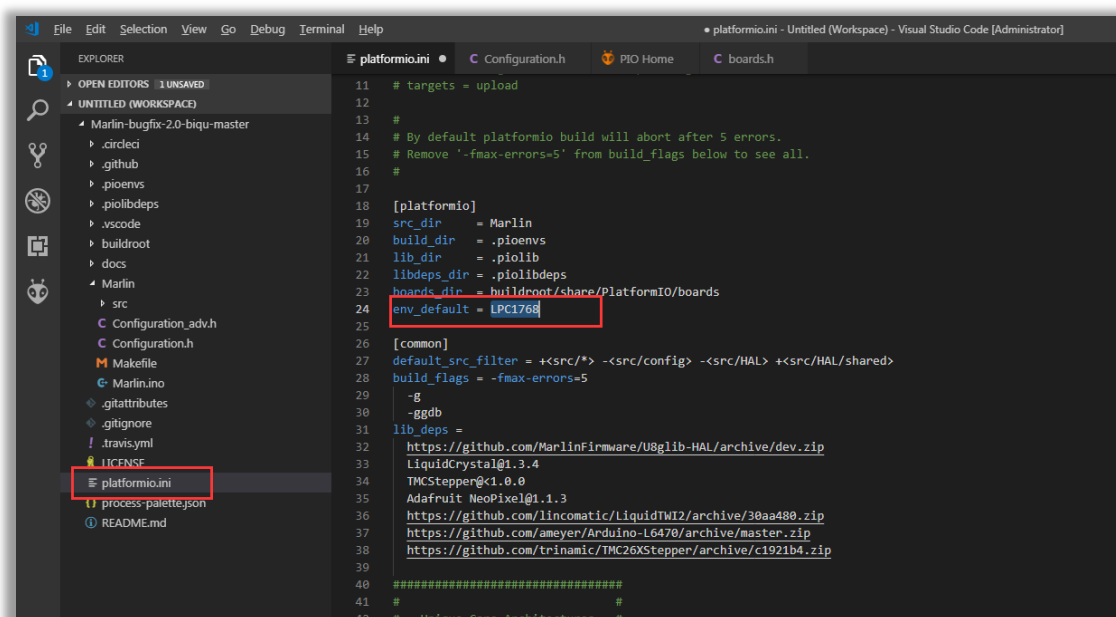 File Edit Selection View Go Debug Terminal Help
● platformio.ini - Untitled (Workspace) - Visual Studio Code [Administrator]
EXPLORER
OPEN EDITORS 1 UNSAVED
UNTITLED (WORKSPACE)
Marlin-bugfix-2.0-biqu-master
.circleci
.github
.pioenvs
.piolibdeps
.vscode
buildroot
docs
Marlin
src
C Configuration_adv.h
C Configuration.h
M Makefile
Marlin.ino
.gitattributes
.gitignore
! .travis.yml
LICENSE
platformio.ini
{} process-palette.json
README.md
1
platformio.ini ●
C Configuration.h
PIO Home
C boards.h
11 # targets = upload
12
13 #
14 # By default platformio build will abort after 5 errors.
15 # Remove '-fmax-errors=5' from build_flags below to see all.
16 #
17
18 [platformio]
19 src_dir = Marlin
20 build_dir = .pioenvs
21 lib_dir = .piolib
22 libdeps_dir = .piolibdeps
23 boards_dir = buildroot/share/PlatformIO/boards
24 env_default = LPC1768
25
26 [common]
27 default_src_filter = +<src/*> -<src/config> -<src/HAL> +<src/HAL/shared>
28 build_flags = -fmax-errors=5
29 -g
30 -ggdb
31 lib_deps =
32 https://github.com/MarlinFirmware/U8glib-HAL/archive/dev.zip
33 LiquidCrystal@1.3.4
34 TMCStepper@<1.0.0
35 Adafruit NeoPixel@1.1.3
36 https://github.com/lincomatic/LiquidTWI2/archive/30aa480.zip
37 https://github.com/ameyer/Arduino-L6470/archive/master.zip
38 https://github.com/trinamic/TMC26XStepper/archive/c1921b4.zip
39
40 #################################
41 # #